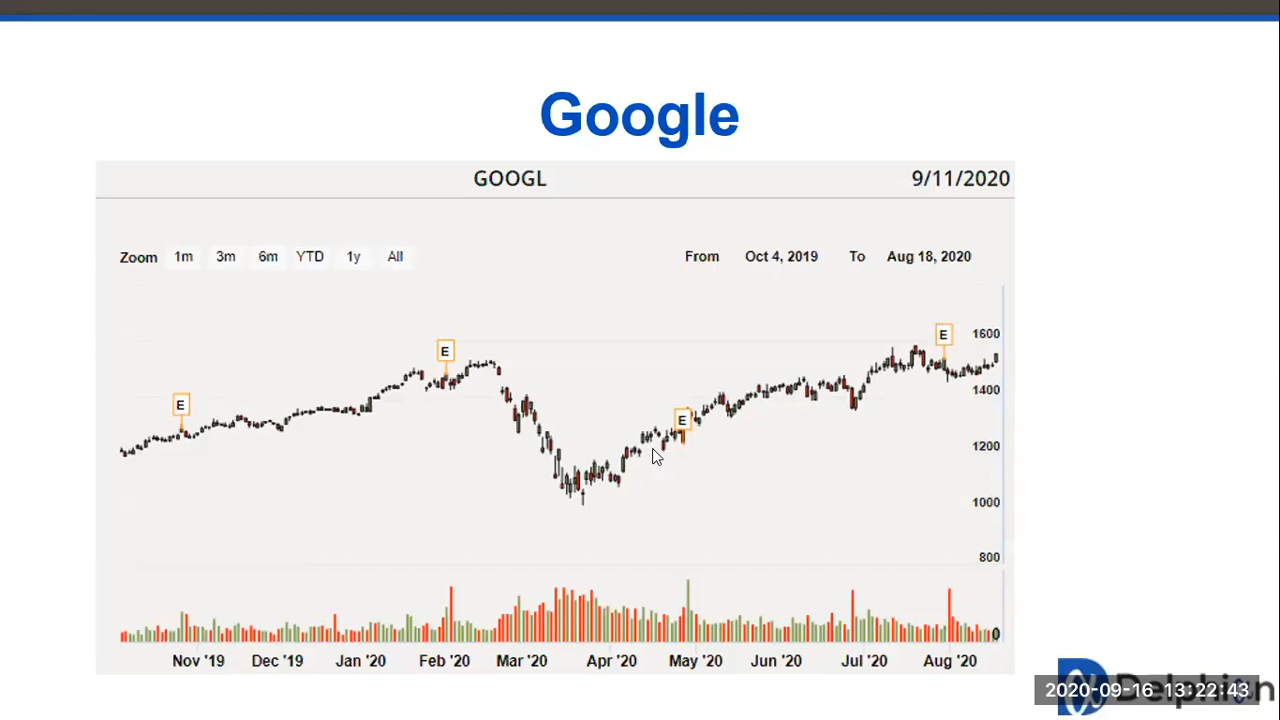 Google
GOOGL 9/11/2020
Zoom 1m 3m 6m YTD 1y All From Oct 4, 2019 To Aug 18, 2020
E
E
E
E
1600
1400
1200
1000
800
0
Nov '19 Dec '19 Jan '20 Feb '20 Mar '20 Apr '20 May '20 Jun '20 Jul '20 Aug '20
2020-09-16 13:22:43